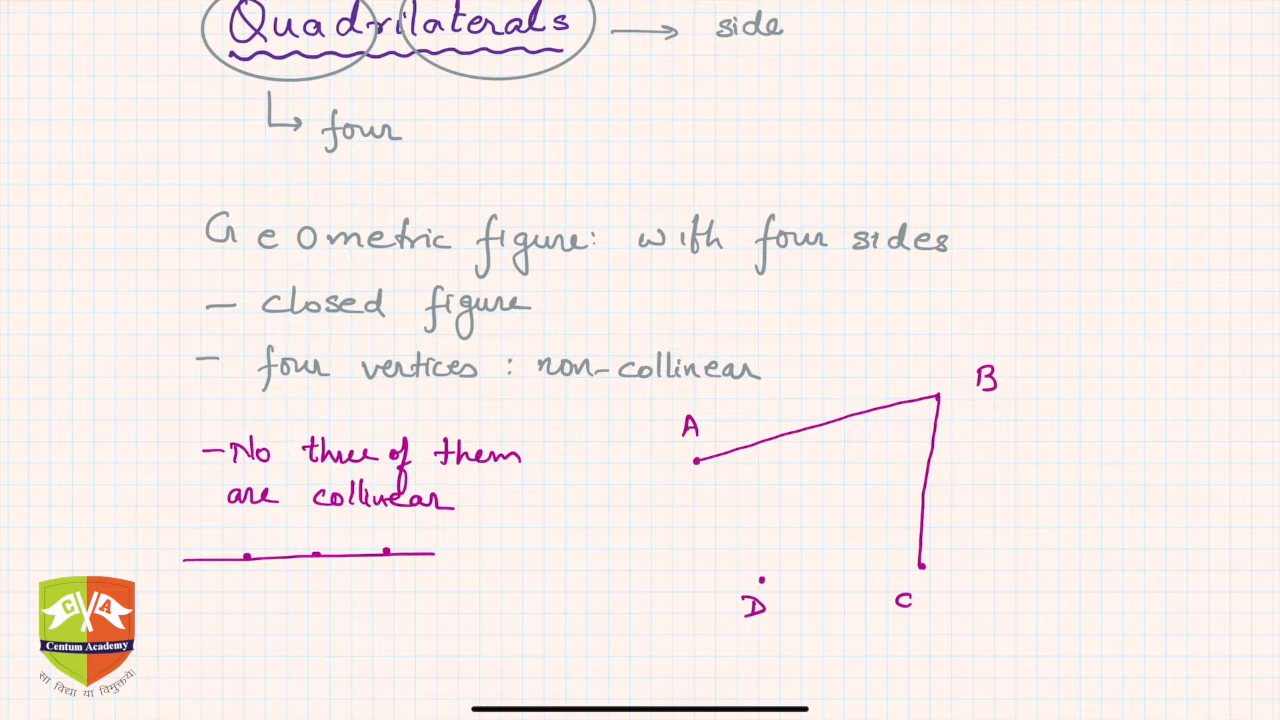 Quadrilaterals → side
four
Geometric figure: with four sides
- closed figure
- four vertices : non-collinear
- No three of them
are collinear
A
B
D
C
C A
Centum Academy
सा विद्या या विमुक्तये।